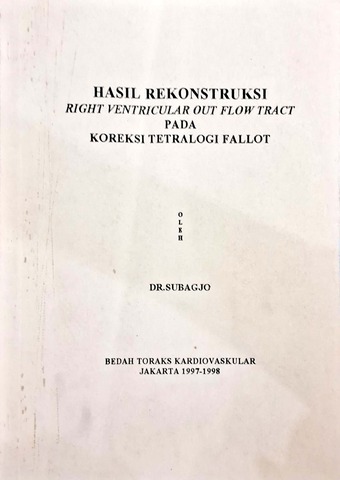 HASIL REKONSTRUKSI
RIGHT VENTRICULAR OUT FLOW TRACT
PADA
KOREKSI TETRALOGI FALLOT
O
L
E
H
DR.SUBAGJO
BEDAH TORAKS KARDIOVASKULAR
JAKARTA 1997-1998